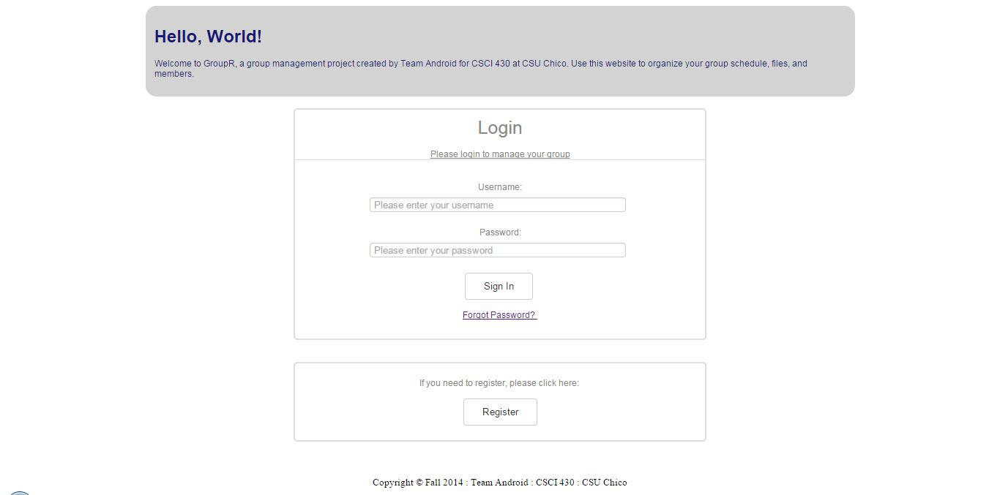 Hello, World!
Welcome to GroupR, a group management project created by Team Android for CSCI 430 at CSU Chico. Use this website to organize your group schedule, files, and
members.
Login
Please login to manage your group
Username:
Please enter your username
Password:
Please enter your password
Sign In
Forgot Password?
If you need to register, please click here:
Register
Copyright © Fall 2014 : Team Android : CSCI 430 : CSU Chico